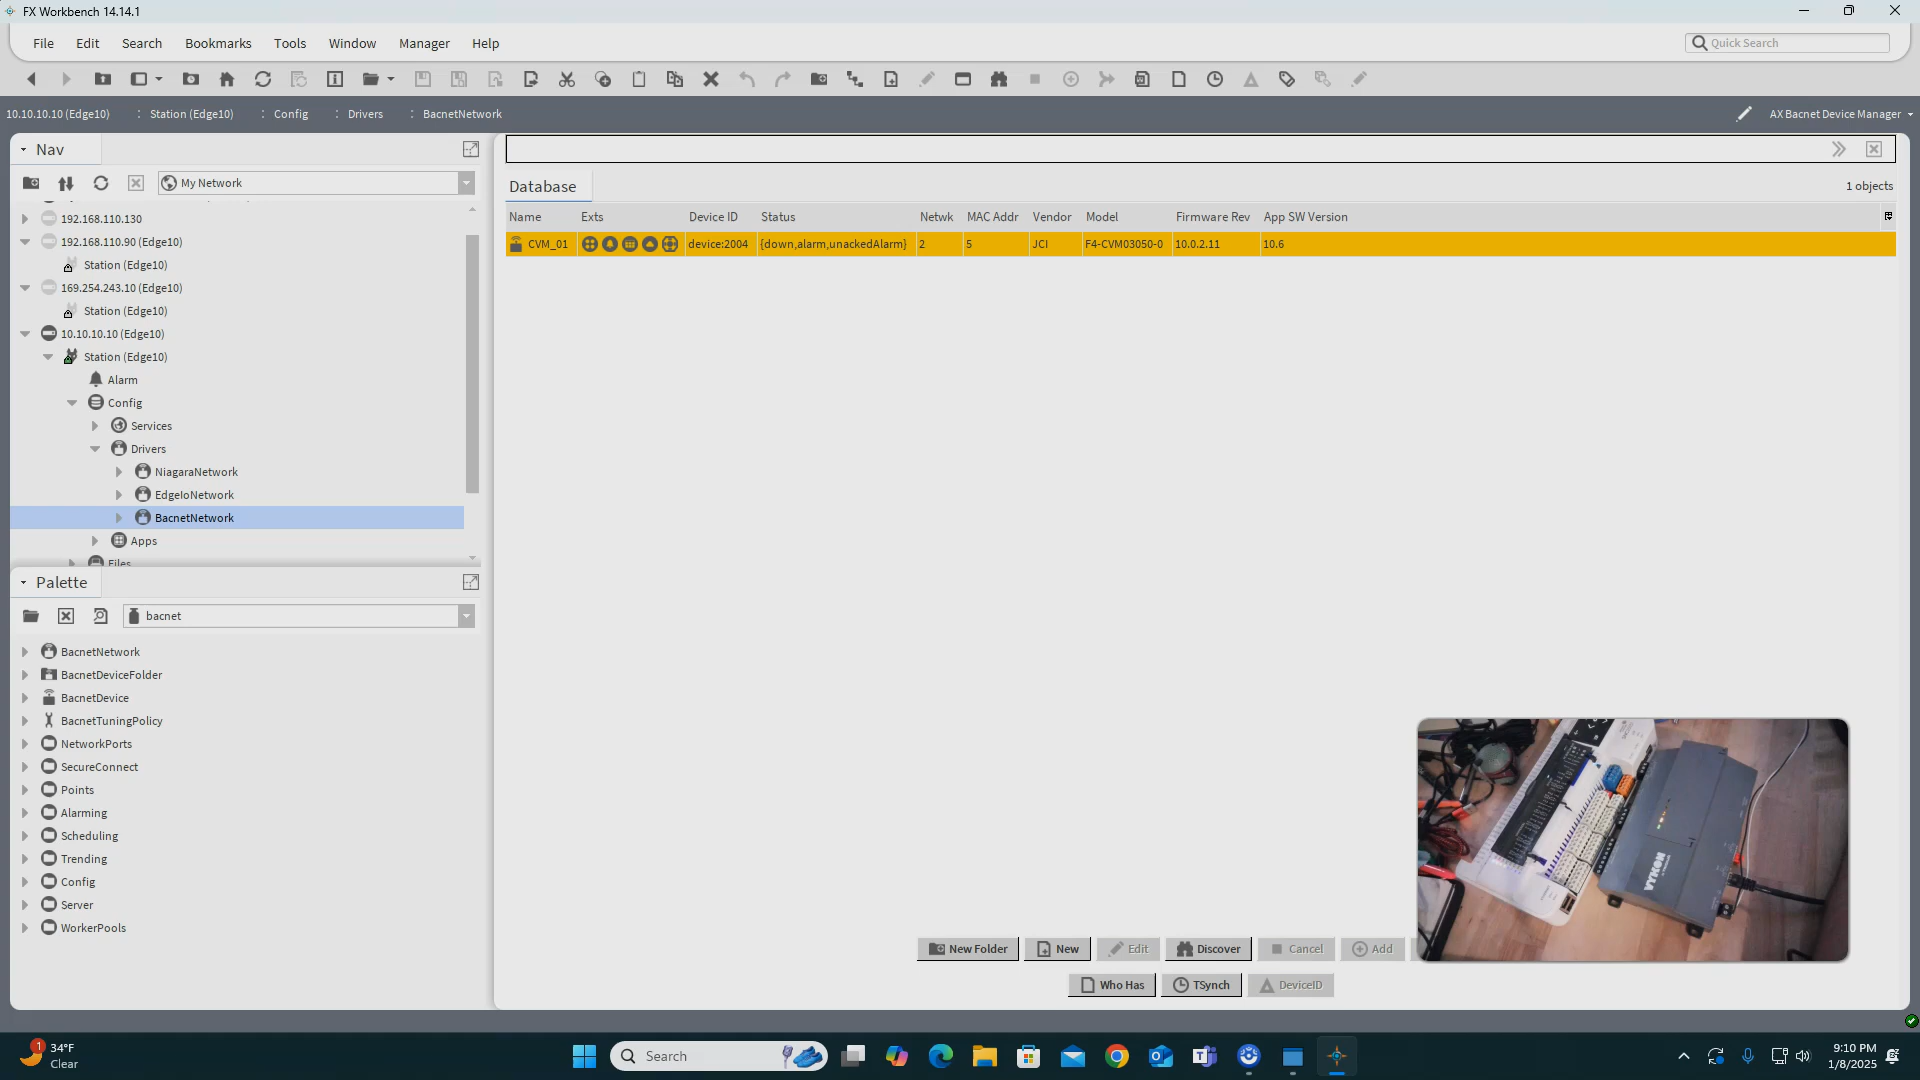 FX Workbench 14.14.1
File Edit Search Bookmarks Tools Window Manager Help
Quick Search
10.10.10.10 (Edge10) : Station (Edge10) : Config : Drivers : BacnetNetwork
AX Bacnet Device Manager
Nav
My Network
192.168.110.130
192.168.110.90 (Edge10)
Station (Edge10)
169.254.243.10 (Edge10)
Station (Edge10)
10.10.10.10 (Edge10)
Station (Edge10)
Alarm
Config
Services
Drivers
NiagaraNetwork
EdgeIoNetwork
BacnetNetwork
Apps
Files
Palette
bacnet
BacnetNetwork
BacnetDeviceFolder
BacnetDevice
BacnetTuningPolicy
NetworkPorts
SecureConnect
Points
Alarming
Scheduling
Trending
Config
Server
WorkerPools
Database
1 objects
Name Exts Device ID Status Netwk MAC Addr Vendor Model Firmware Rev App SW Version
CVM_01 device:2004 {down,alarm,unackedAlarm} 2 5 JCI F4-CVM03050-0 10.0.2.11 10.6
New Folder New Edit Discover Cancel Add
Who Has TSynch DeviceID
VYKON
1
34°F
Clear
Search
9:10 PM
1/8/2025